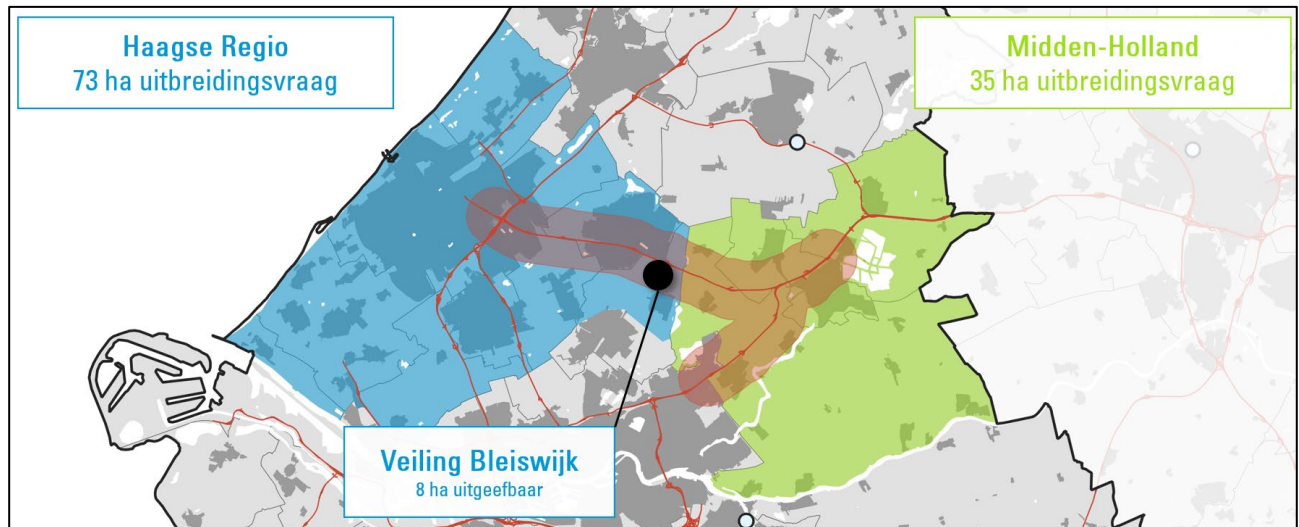 Haagse Regio
73 ha uitbreidingsvraag
Midden-Holland
35 ha uitbreidingsvraag
Veiling Bleiswijk
8 ha uitgeefbaar